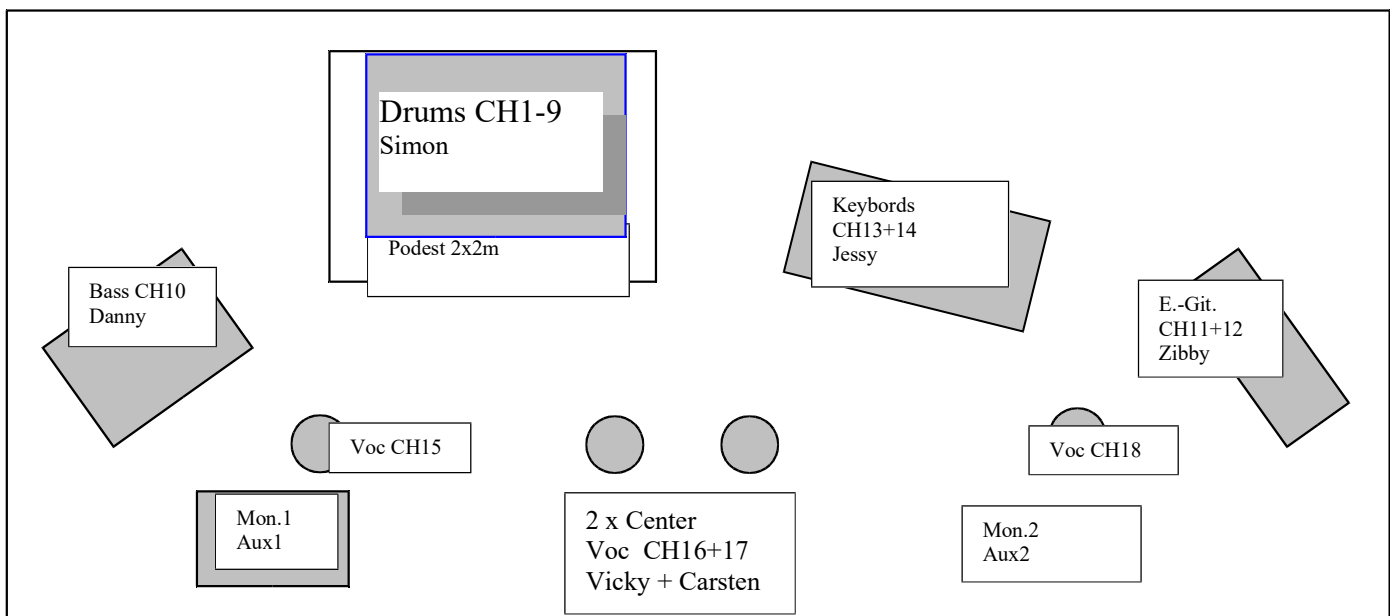 Drums CH1-9
Simon
Podest 2x2m
Keybords
CH13+14
Jessy
Bass CH10
Danny
E.-Git.
CH11+12
Zibby
Voc CH15
Voc CH18
Mon.1
Aux1
2 x Center
Voc  CH16+17
Vicky + Carsten
Mon.2
Aux2